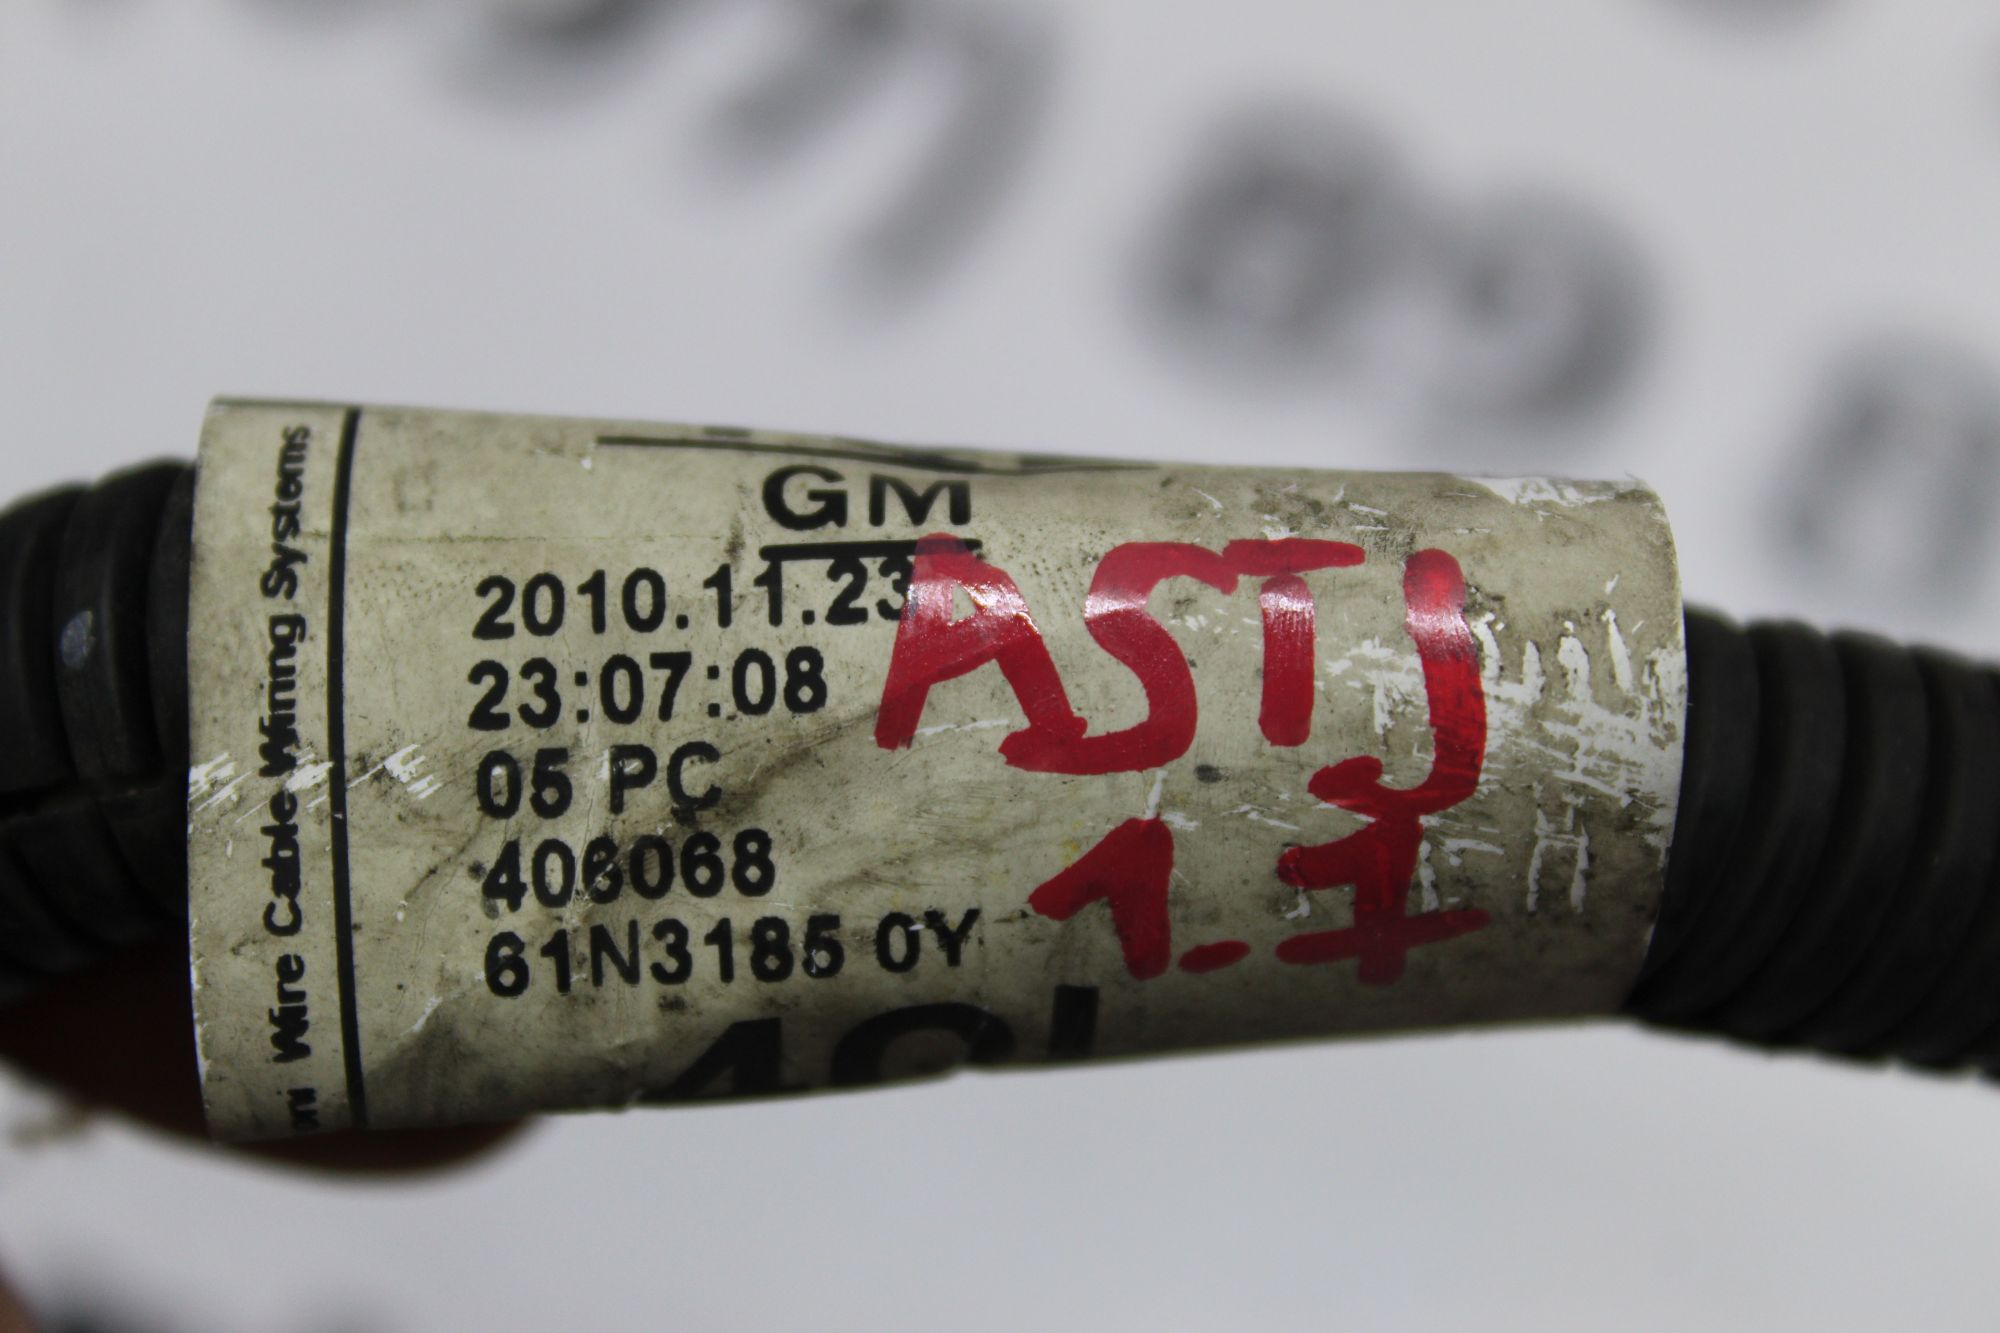 Wire Cable Wiring Systems
GM
2010.11.23
23:07:08
05 PC
406068
61N3185 0Y
ASTJ
1.7